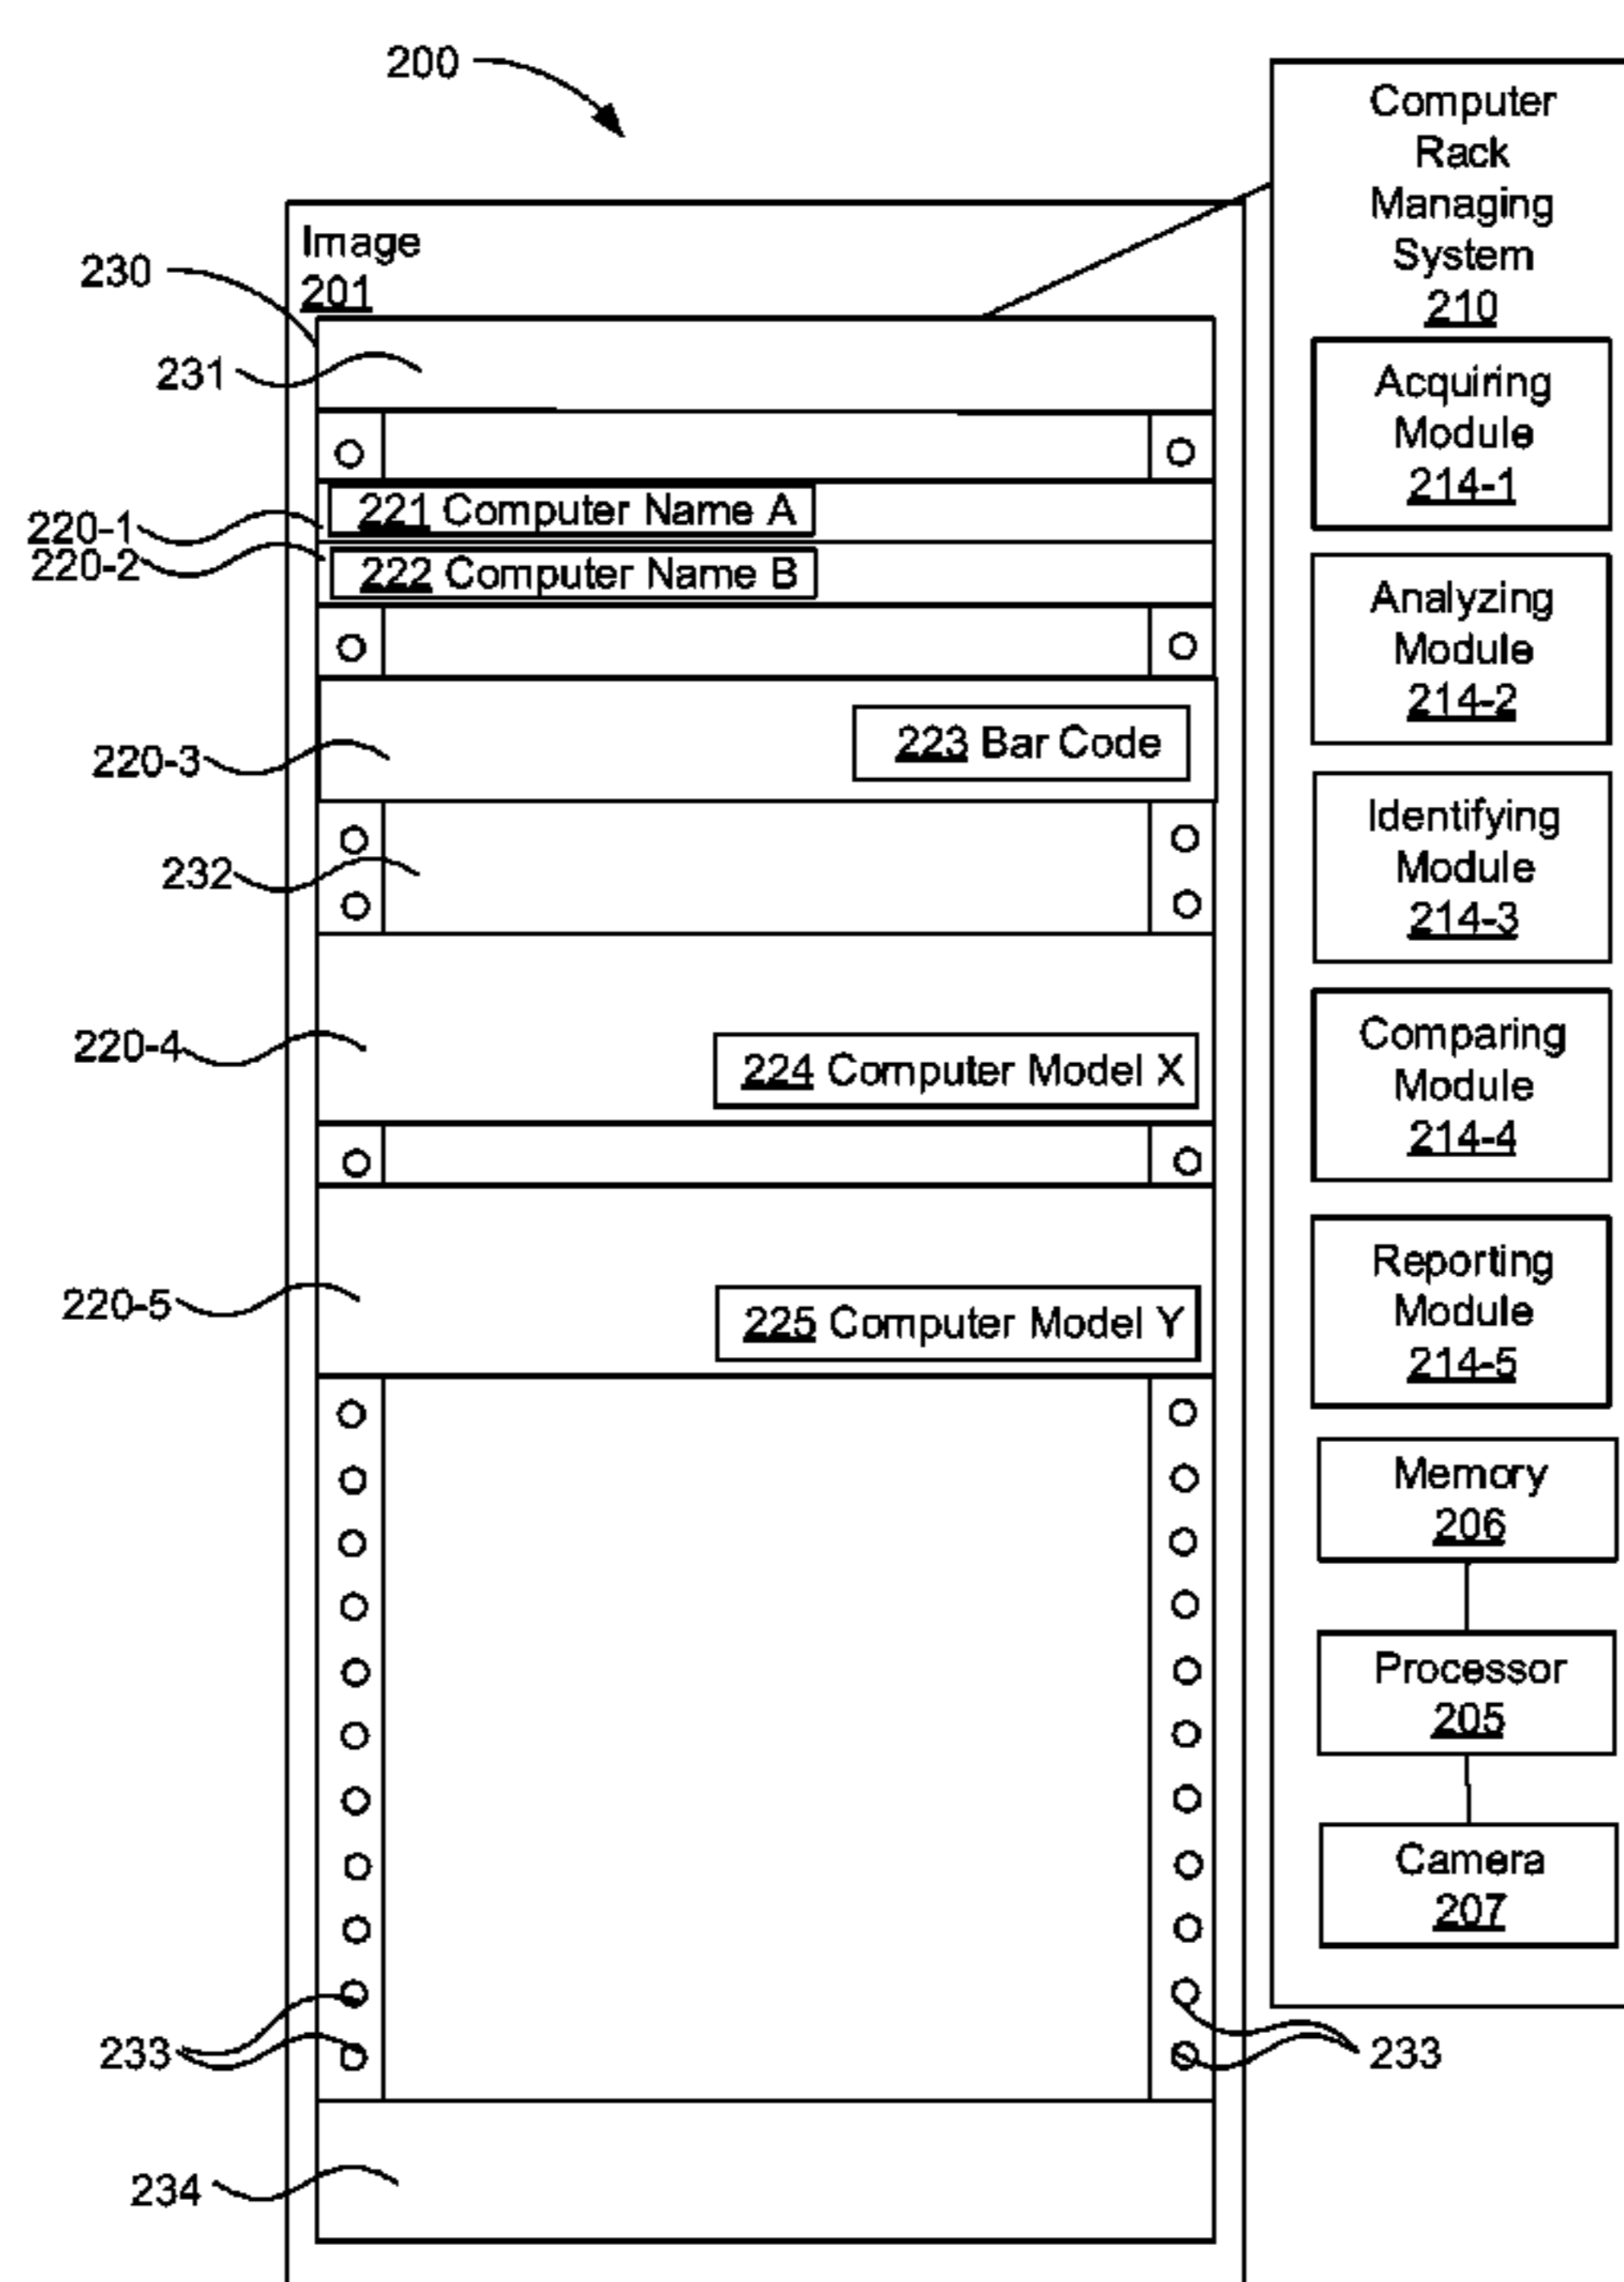 200
Image
201
230
231
220-1
221 Computer Name A
220-2
222 Computer Name B
220-3
223 Bar Code
232
220-4
224 Computer Model X
220-5
225 Computer Model Y
233
233
234
Computer
Rack
Managing
System
210
Acquiring
Module
214-1
Analyzing
Module
214-2
Identifying
Module
214-3
Comparing
Module
214-4
Reporting
Module
214-5
Memory
206
Processor
205
Camera
207